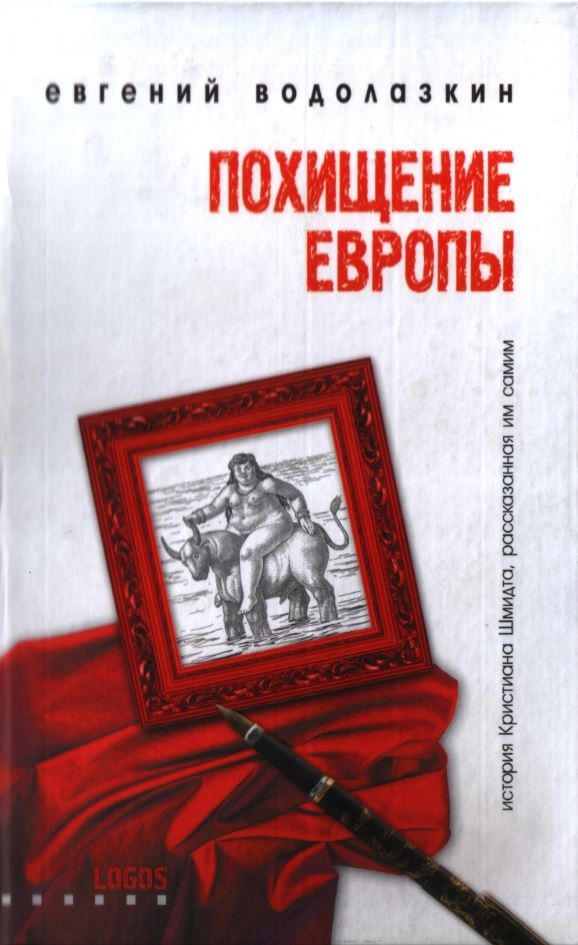 евгений водолазкин
ПОХИЩЕНИЕ
ЕВРОПЫ
история Кристиана Шмидта, рассказанная им самим
LOGOS